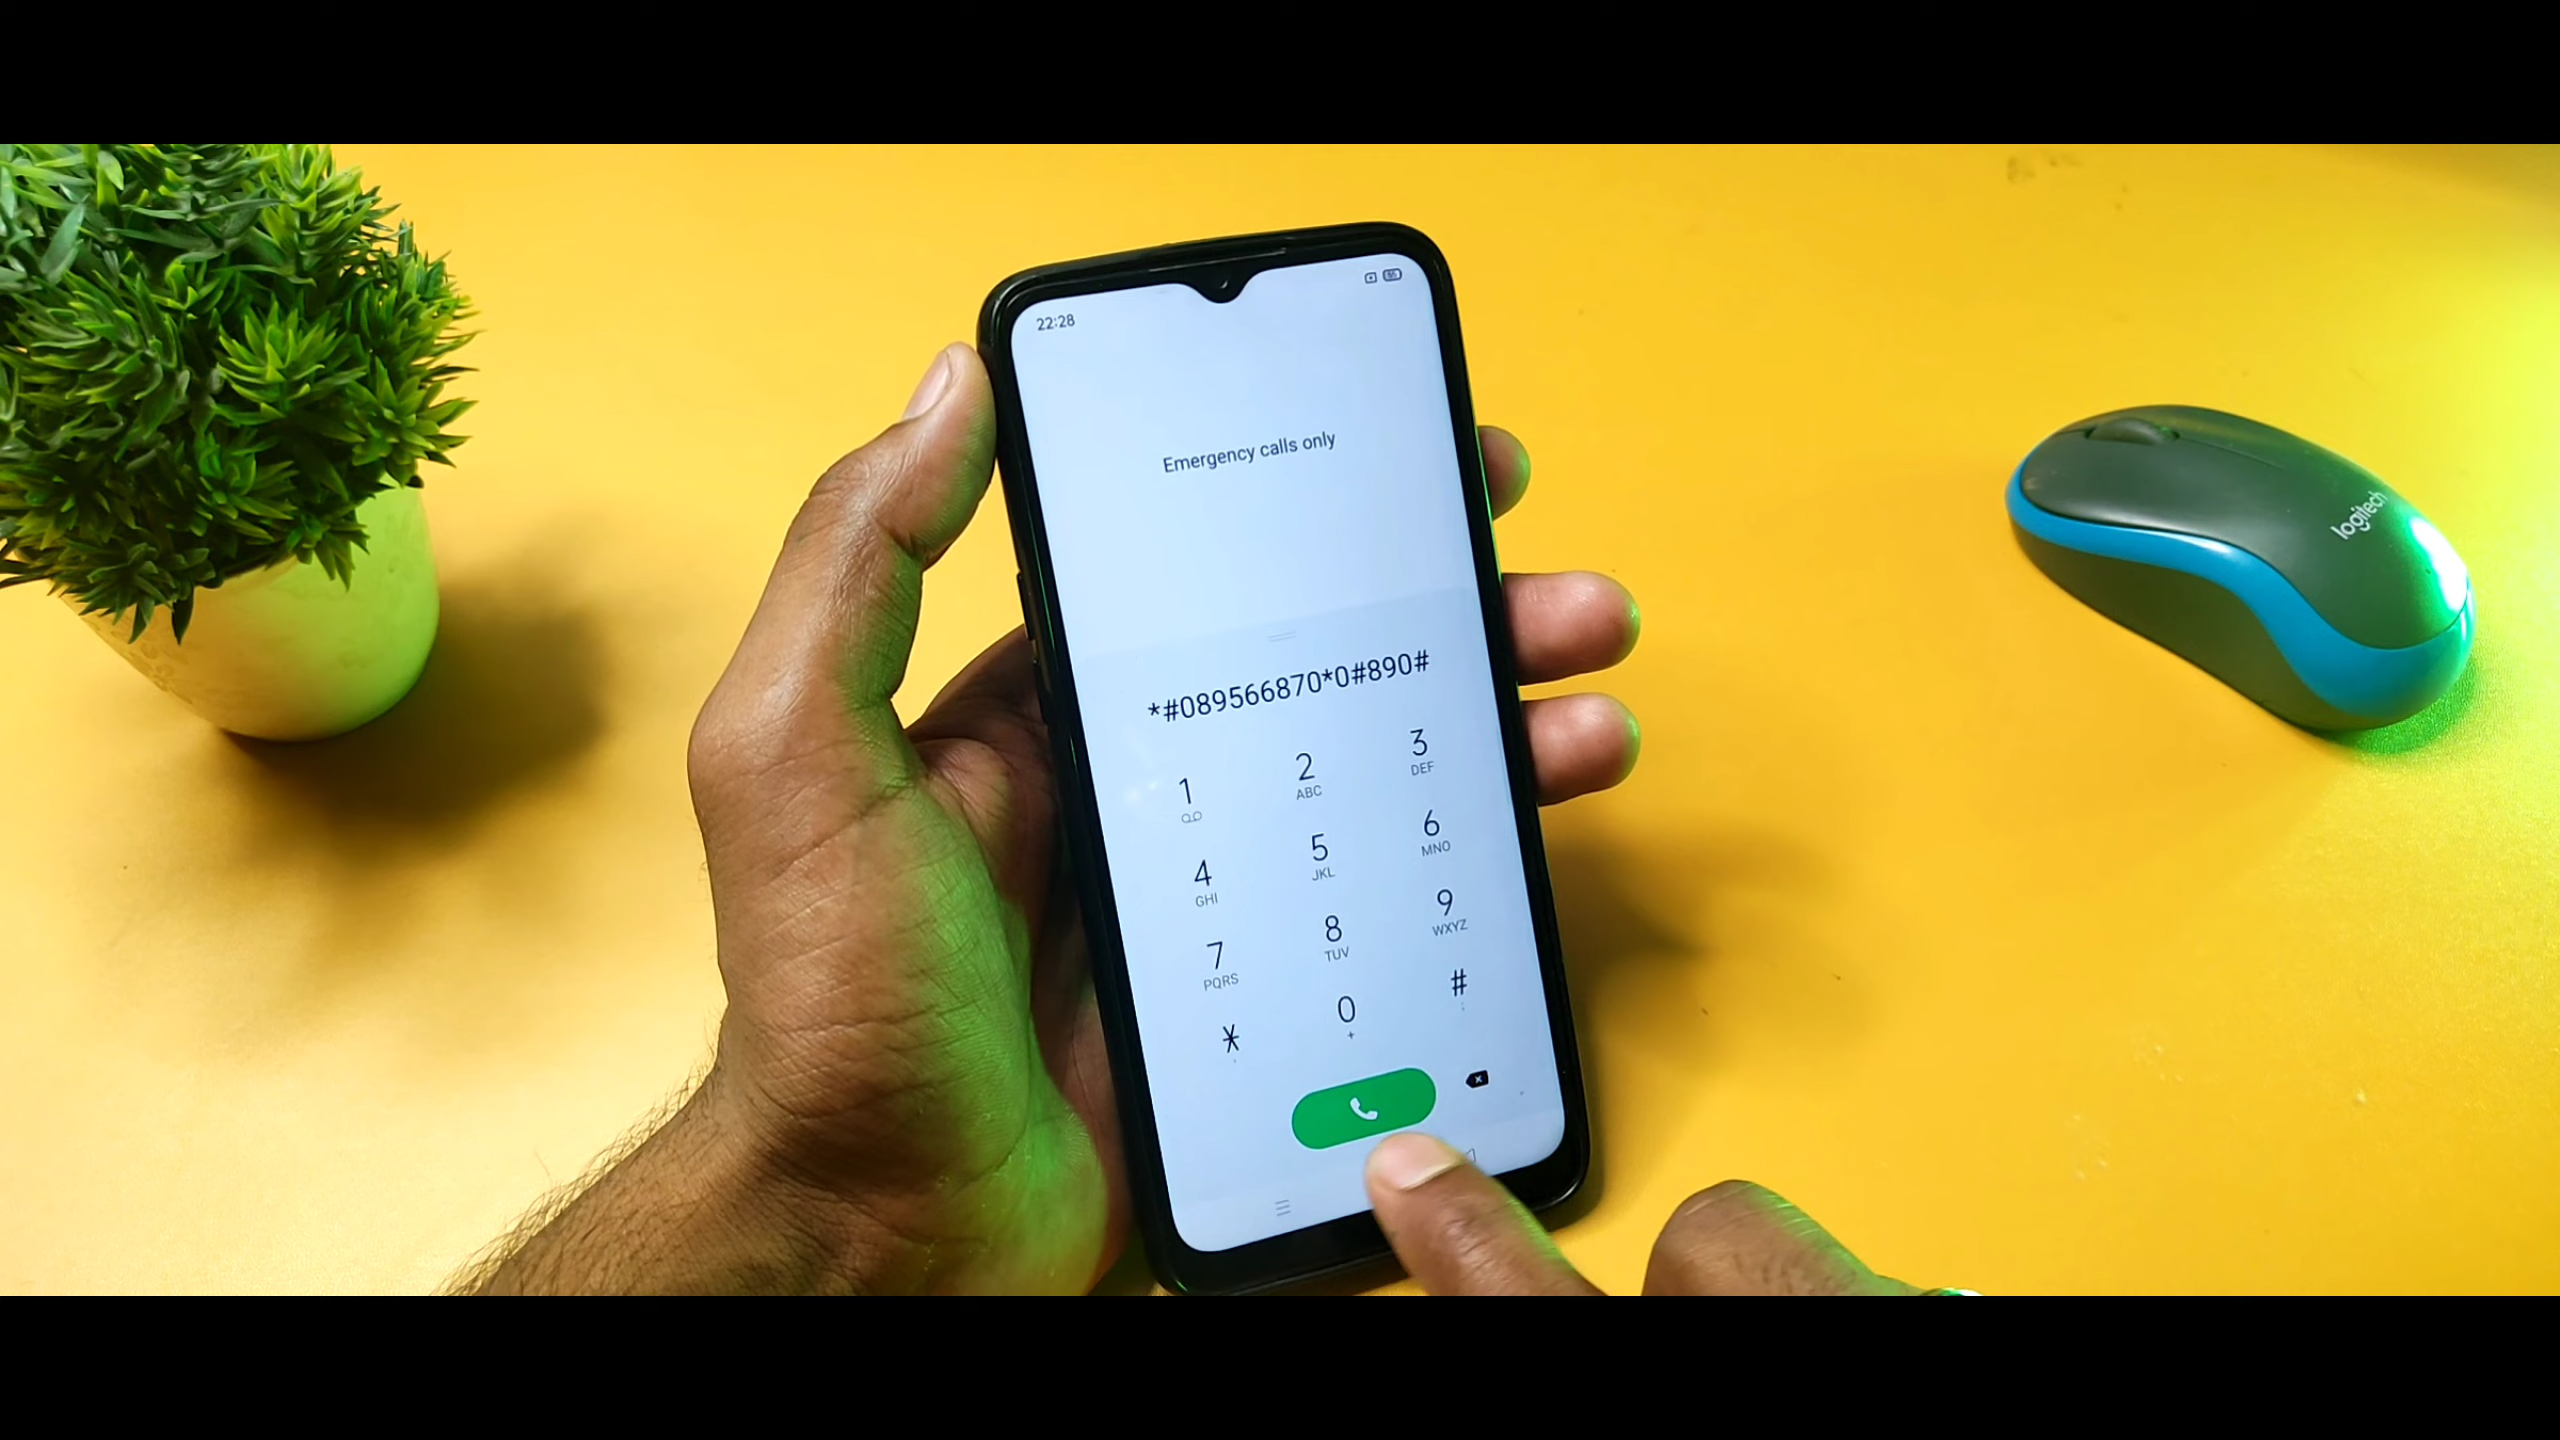 22:28
Emergency calls only
*#089566870*0#890#
1
2
ABC
3
DEF
4
GHI
5
JKL
6
MNO
7
PQRS
8
TUV
9
WXYZ
*
,
0
+
#
;
logitech